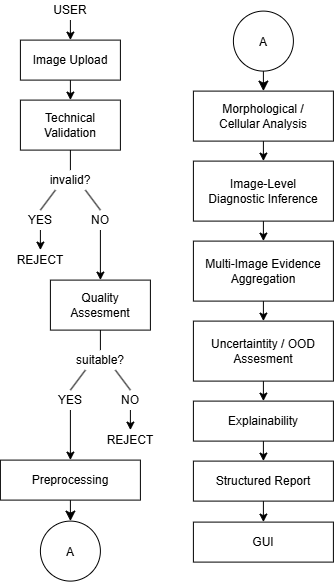 USER
Image Upload
Technical
Validation
invalid?
YES
NO
REJECT
Quality
Assesment
suitable?
YES
NO
REJECT
Preprocessing
A
A
Morphological /
Cellular Analysis
Image-Level
Diagnostic Inference
Multi-Image Evidence
Aggregation
Uncertaintity / OOD
Assesment
Explainability
Structured Report
GUI